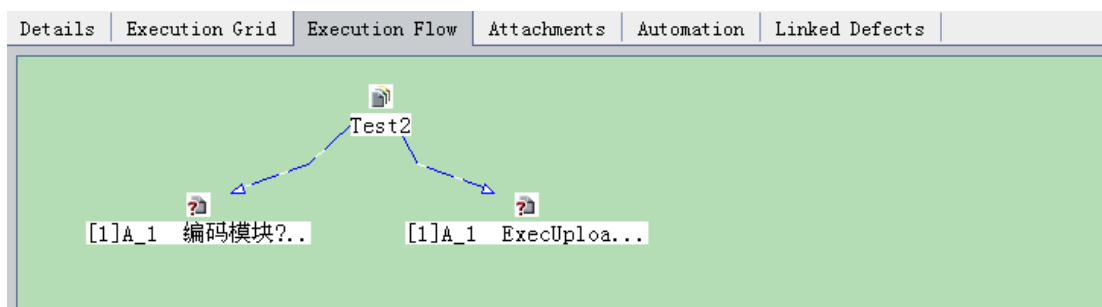 Details Execution Grid Execution Flow Attachments Automation Linked Defects
Test2
[1]A_1 编码模块?.. [1]A_1 ExecUploa...